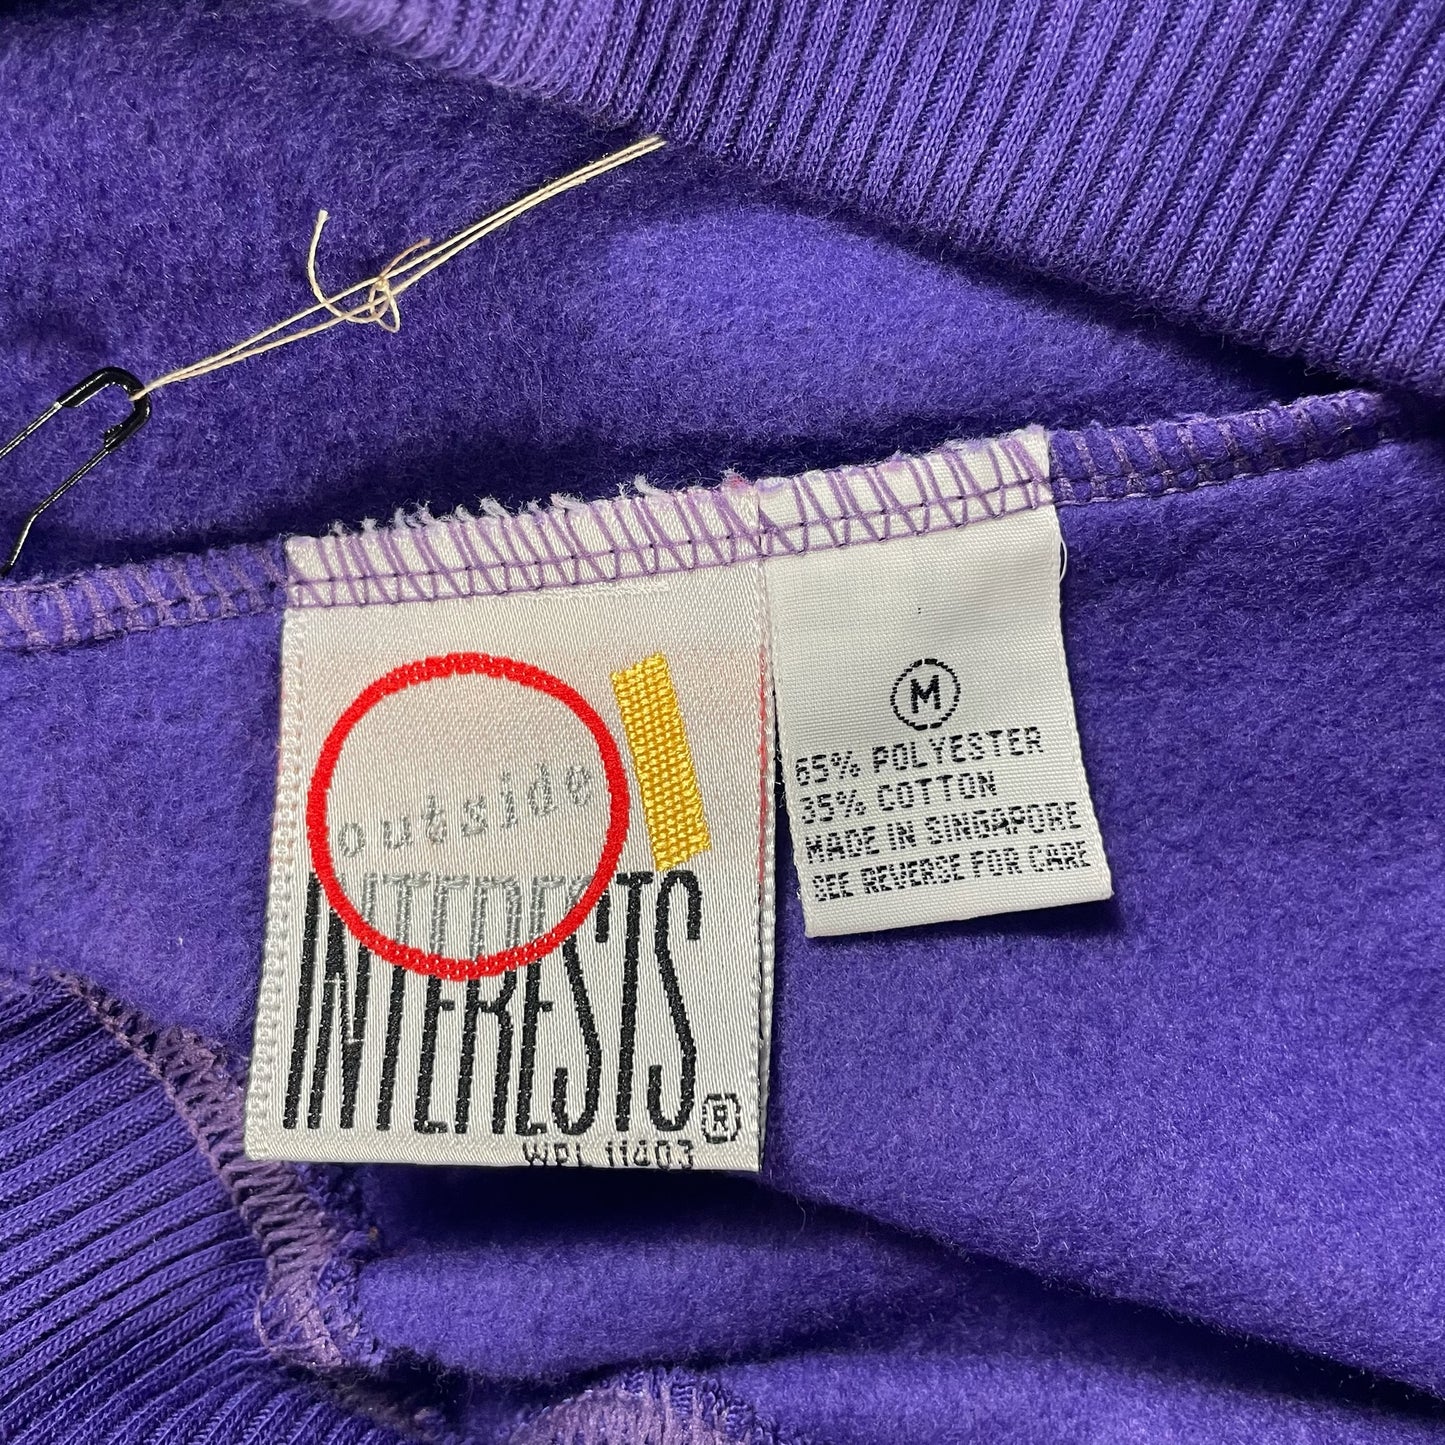 outside
INTERESTS®
WPL 11403
M
65% POLYESTER
35% COTTON
MADE IN SINGAPORE
SEE REVERSE FOR CARE